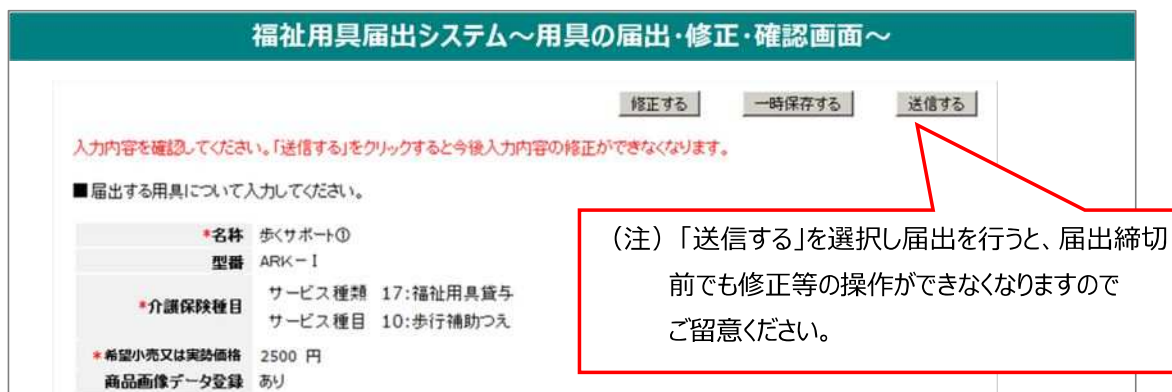 福祉用具届出システム～用具の届出・修正・確認画面～
修正する 一時保存する 送信する
入力内容を確認してください。「送信する」をクリックすると今後入力内容の修正ができなくなります。
■届出する用具について入力してください。
*名称 歩くサポート①
型番 ARK－I
*介護保険種目 サービス種類 17:福祉用具貸与
サービス種目 10:歩行補助つえ
*希望小売又は実勢価格 2500 円
商品画像データ登録 あり
（注）「送信する」を選択し届出を行うと、届出締切
前でも修正等の操作ができなくなりますので
ご留意ください。